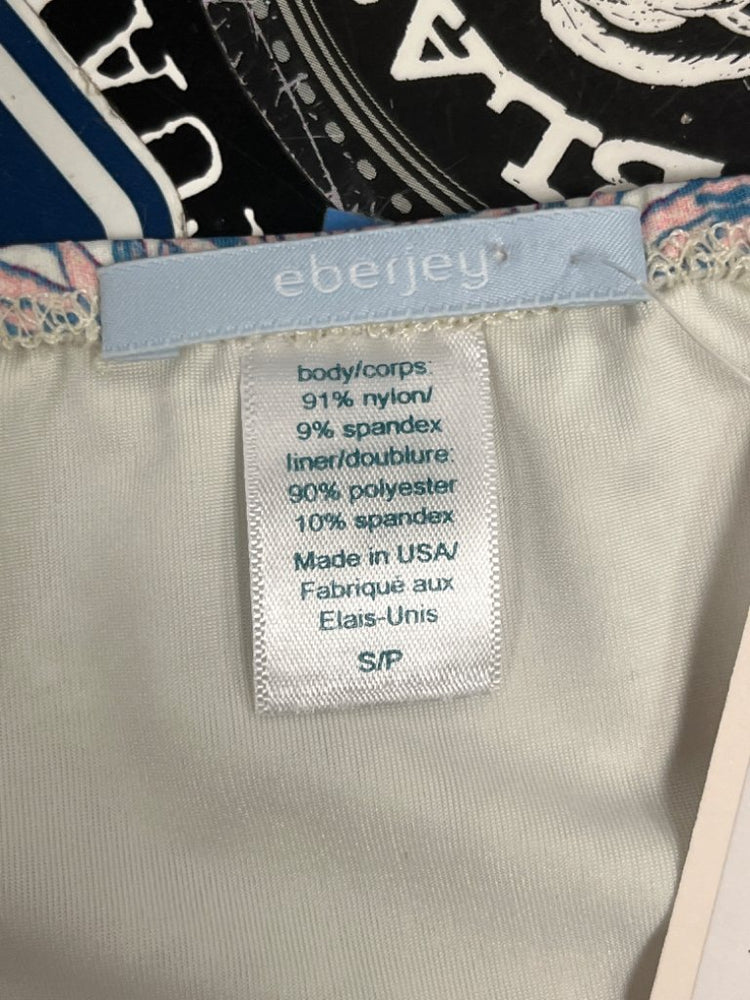 eberjey
body/corps:
91% nylon/
9% spandex
liner/doublure:
90% polyester
10% spandex
Made in USA/
Fabriqué aux
Elais-Unis
S/P